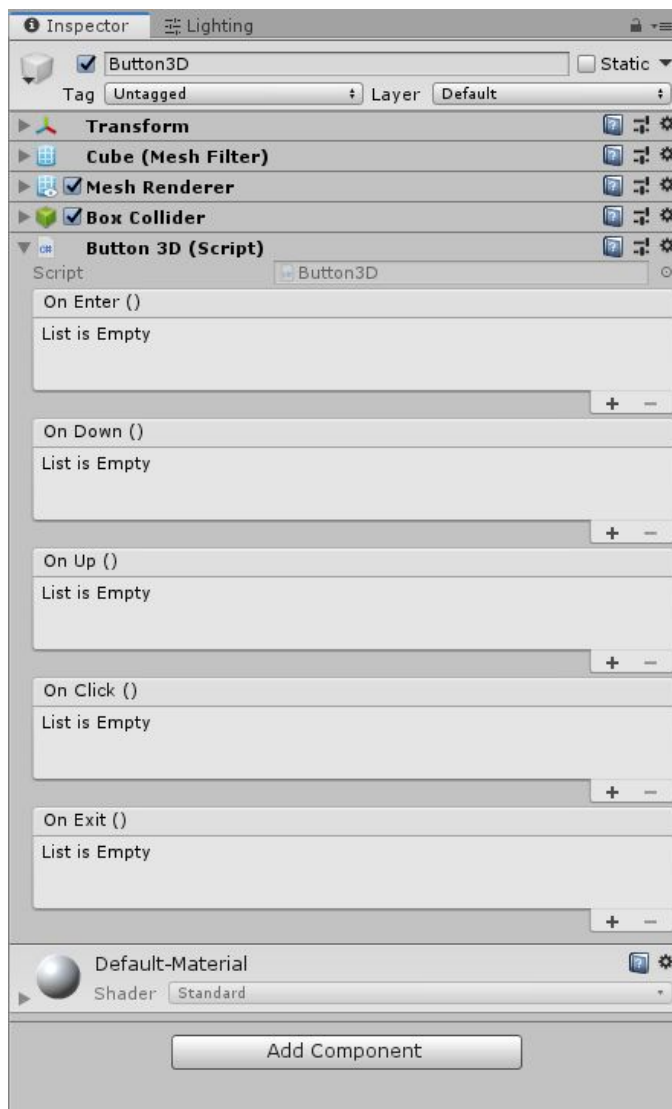 Inspector Lighting
Button3D Static
Tag Untagged Layer Default
Transform
Cube (Mesh Filter)
Mesh Renderer
Box Collider
C# Button 3D (Script)
Script Button3D
On Enter ()
List is Empty
+ −
On Down ()
List is Empty
+ −
On Up ()
List is Empty
+ −
On Click ()
List is Empty
+ −
On Exit ()
List is Empty
+ −
Default-Material
Shader Standard
Add Component